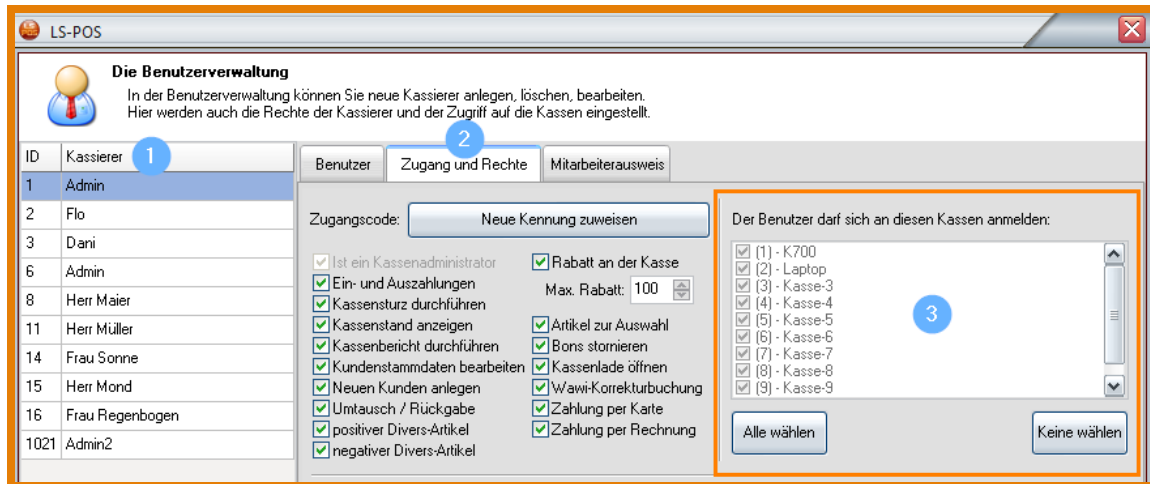 LS-POS
Die Benutzerverwaltung
In der Benutzerverwaltung können Sie neue Kassierer anlegen, löschen, bearbeiten.
Hier werden auch die Rechte der Kassierer und der Zugriff auf die Kassen eingestellt.
ID Kassierer 1
1 Admin
2 Flo
3 Dani
6 Admin
8 Herr Maier
11 Herr Müller
14 Frau Sonne
15 Herr Mond
16 Frau Regenbogen
1021 Admin2
2
Benutzer Zugang und Rechte Mitarbeiterausweis
Zugangscode: Neue Kennung zuweisen
Ist ein Kassenadministrator
Ein- und Auszahlungen
Kassensturz durchführen
Kassenstand anzeigen
Kassenbericht durchführen
Kundenstammdaten bearbeiten
Neuen Kunden anlegen
Umtausch / Rückgabe
positiver Divers-Artikel
negativer Divers-Artikel
Rabatt an der Kasse
Max. Rabatt: 100
Artikel zur Auswahl
Bons stornieren
Kassenlade öffnen
Wawi-Korrekturbuchung
Zahlung per Karte
Zahlung per Rechnung
Der Benutzer darf sich an diesen Kassen anmelden:
(1) - K700
(2) - Laptop
(3) - Kasse-3
(4) - Kasse-4
(5) - Kasse-5
(6) - Kasse-6
(7) - Kasse-7
(8) - Kasse-8
(9) - Kasse-9
3
Alle wählen Keine wählen